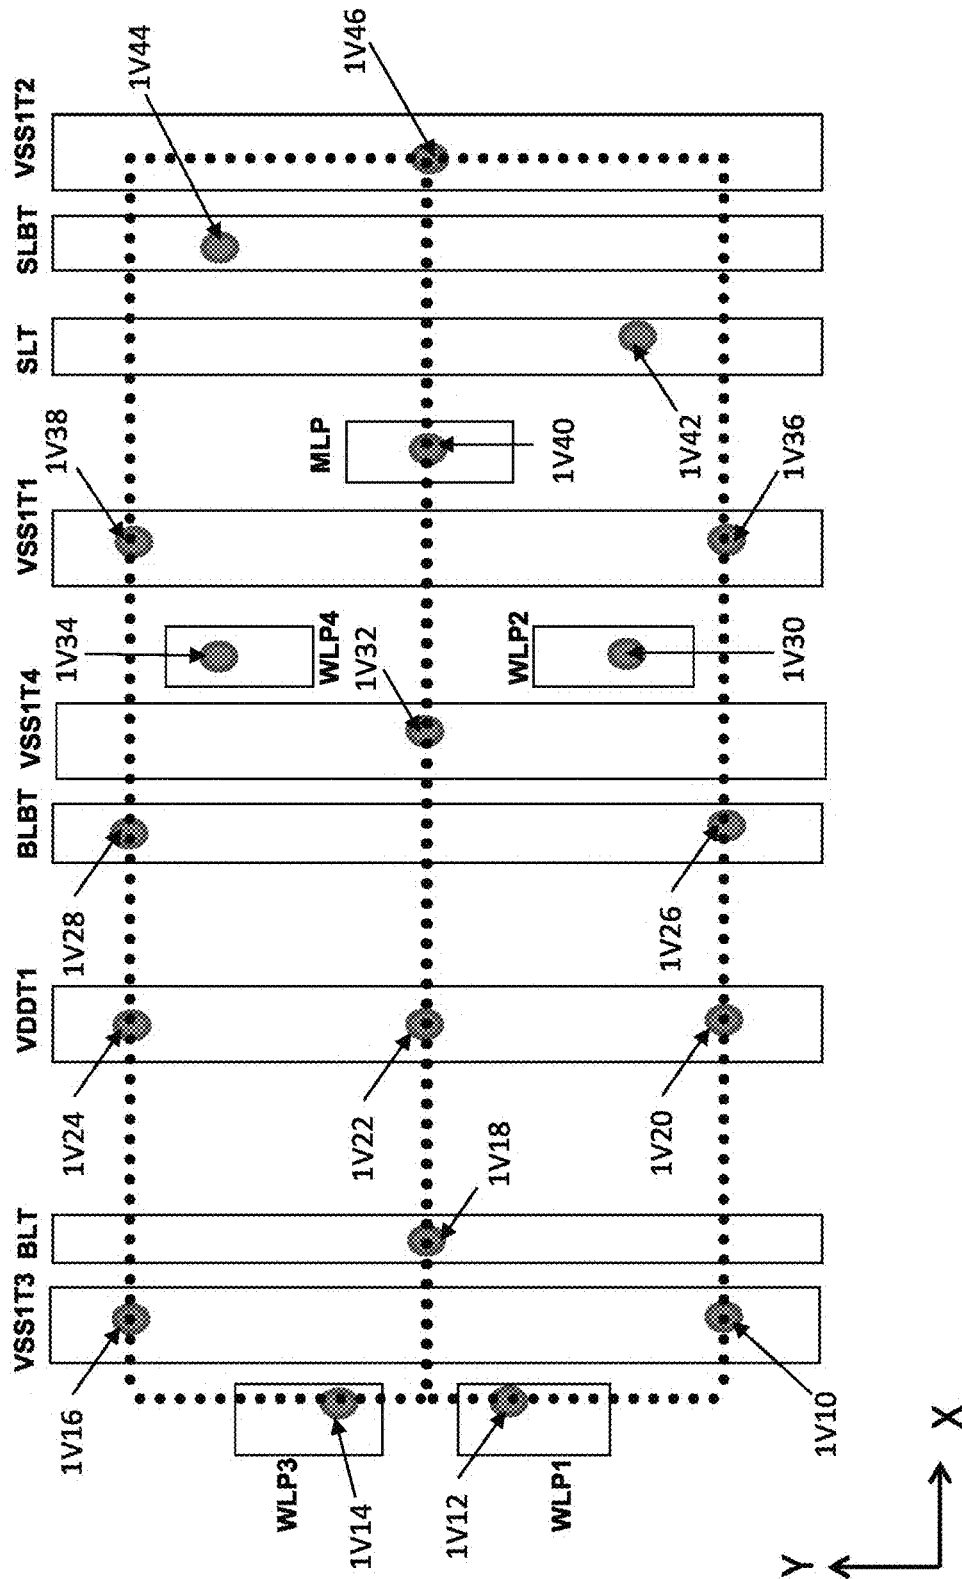 VSS1T2
1V44
1V46
SLBT
SLT
1V38
MLP
1V40
1V42
1V36
VSS1T1
1V34
WLP4
1V32
WLP2
1V30
VSS1T4
BLBT
1V28
1V26
VDDT1
1V24
1V22
1V20
1V18
BLT
VSS1T3
1V16
WLP3
1V14
1V12
WLP1
1V10
Y
X